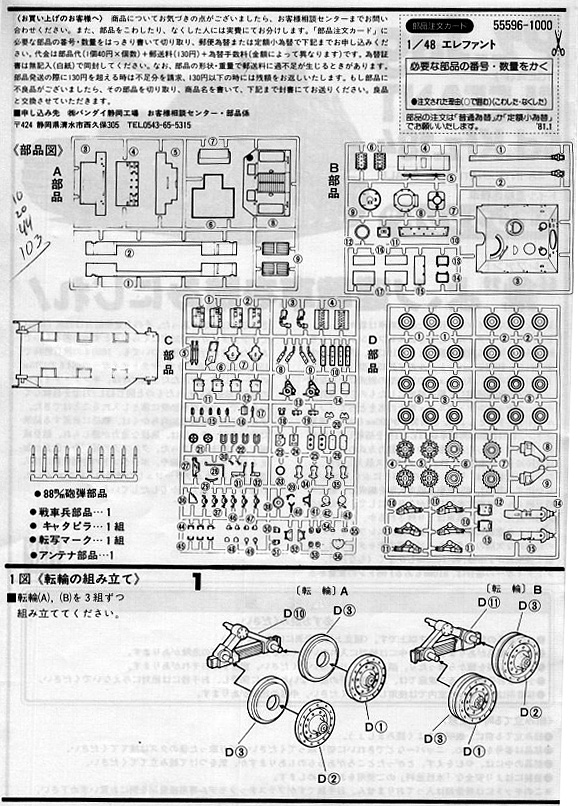 《お買い上げのお客様へ》 商品についてお気づきの点がございましたら、お客様相談センターまでお問い
合わせください。また、部品をこわしたり、なくした人には実費にてお分けします。「部品注文カード」に
必要な部品の番号・数量をはっきり書いて切り取り、郵便為替または定額小為替で下記までお申し込みくだ
さい。代金は部品代(1個40円×個数)+郵送料(130円)+為替手数料(金額によって異なります)です。為替証
書は無記入(白紙)で同封してください。なお、部品の形状・重量で郵送料に過不足が生じるときがあります。
部品発送の際に130円を超える時は不足分を請求、130円以下の時には残額をお返しいたします。もし部品に
不良品がございましたら、その部品を切り取り、商品名を書いて、下記まで封書にてお送りください。良品
と交換させていただきます。
■お申し込み先 ㈱バンダイ静岡工場 お客様相談センター・部品係
〒424 静岡県清水市西久保305 TEL0543-65-5315
部品注文カード 55596-1000
1/48 エレファント
必要な部品の番号・数量をかく
●注文された理由(○で囲む)(こわした・なくした)
部品の注文は「普通為替」か「定額小為替」
でお願いいたします。 '81.1
《部品図》
A部品
B部品
C部品
D部品
10
20
44
103
●88㎜砲弾部品
●戦車兵部品…1
●キャタピラ…1組
●転写マーク…1組
●アンテナ部品…1
1図《転輪の組み立て》
1
■転輪(A)、(B)を3組ずつ
組み立ててください。
〔転輪〕A
D⑩
D③
D①
D③
D②
〔転輪〕B
D⑪
D③
D②
D③
D①